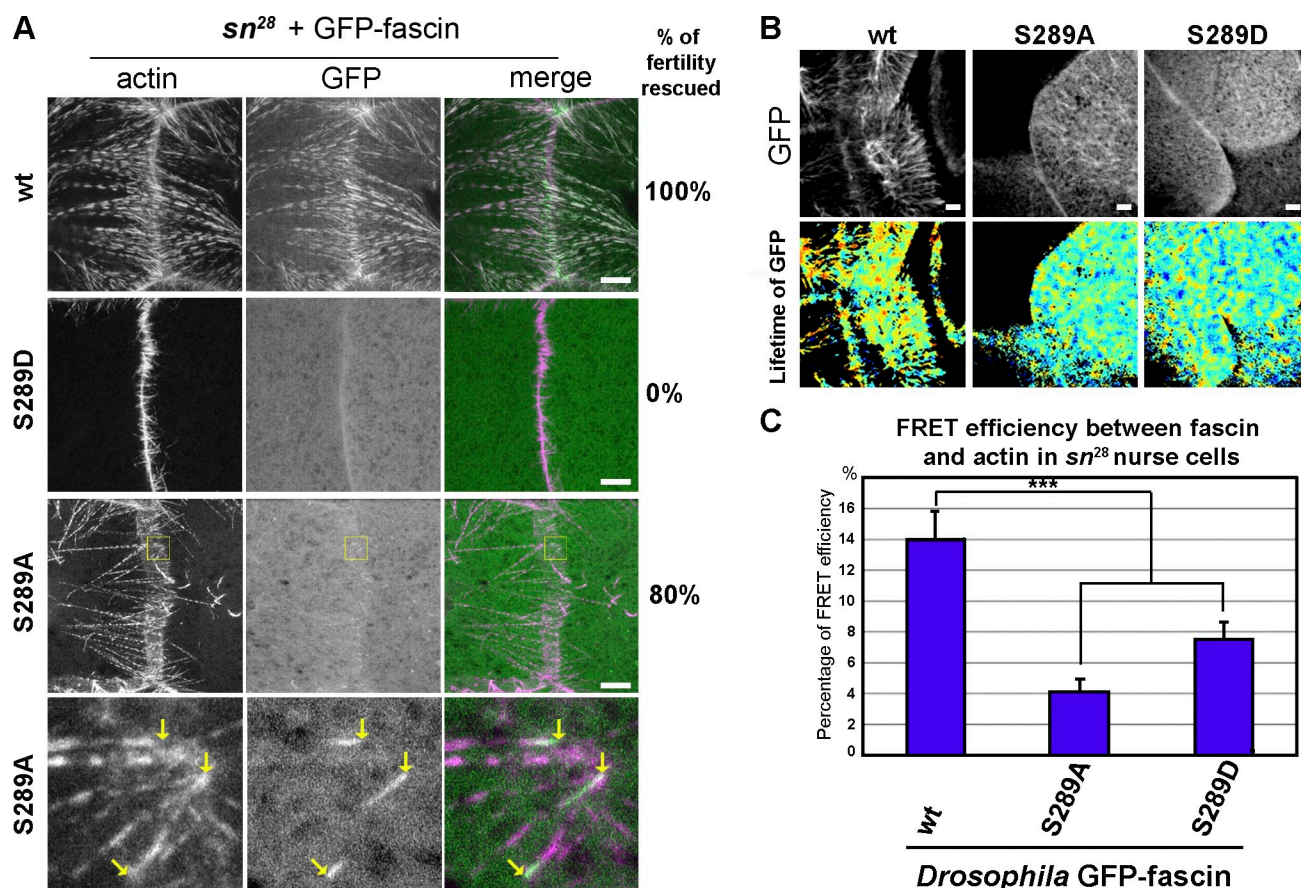 A
sn28 + GFP-fascin
actin GFP merge
% of
fertility
rescued
wt
100%
S289D
0%
S289A
80%
S289A
B
wt S289A S289D
GFP
Lifetime of GFP
C
FRET efficiency between fascin
and actin in sn28 nurse cells
%
***
Percentage of FRET efficiency
16
14
12
10
8
6
4
2
0
wt
S289A
S289D
Drosophila GFP-fascin